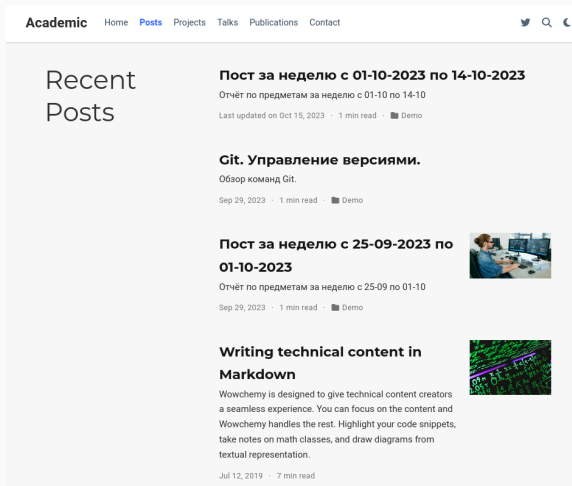 Academic Home Posts Projects Talks Publications Contact
Recent
Posts
Пост за неделю с 01-10-2023 по 14-10-2023
Отчёт по предметам за неделю с 01-10 по 14-10
Last updated on Oct 15, 2023 · 1 min read · Demo
Git. Управление версиями.
Обзор команд Git.
Sep 29, 2023 · 1 min read · Demo
Пост за неделю с 25-09-2023 по
01-10-2023
Отчёт по предметам за неделю с 25-09 по 01-10
Sep 29, 2023 · 1 min read · Demo
Writing technical content in
Markdown
Wowchemy is designed to give technical content creators
a seamless experience. You can focus on the content and
Wowchemy handles the rest. Highlight your code snippets,
take notes on math classes, and draw diagrams from
textual representation.
Jul 12, 2019 · 7 min read